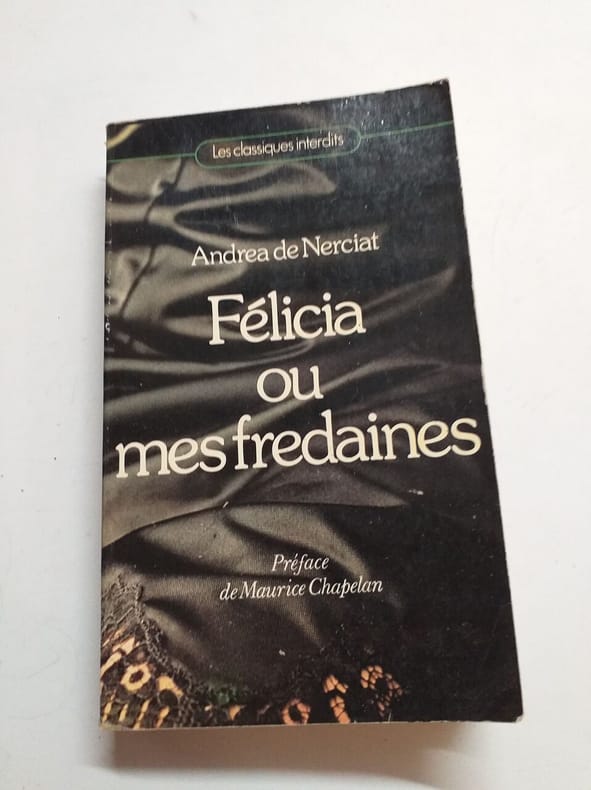 Les classiques interdits
Andrea de Nerciat
Félicia
ou
mes fredaines
Préface
de Maurice Chapelan